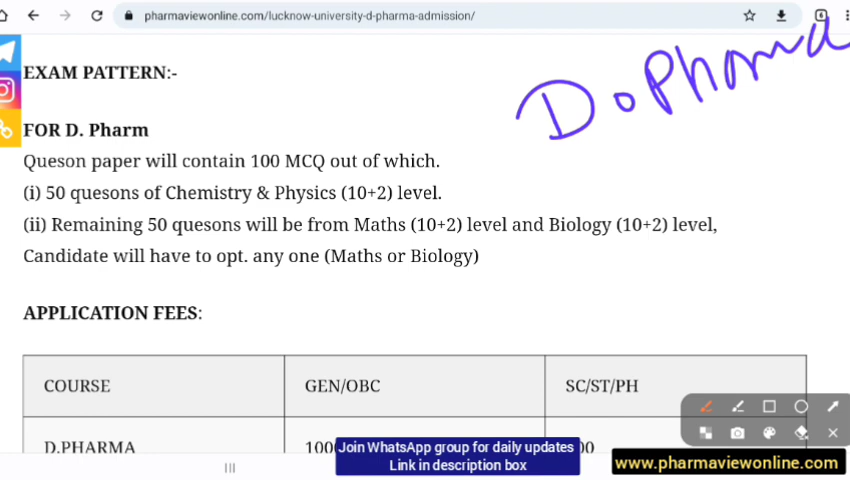 pharmaviewonline.com/lucknow-university-d-pharma-admission/
6
EXAM PATTERN:-
D. Pharma
FOR D. Pharm
Queson paper will contain 100 MCQ out of which.
(i) 50 quesons of Chemistry & Physics (10+2) level.
(ii) Remaining 50 quesons will be from Maths (10+2) level and Biology (10+2) level,
Candidate will have to opt. any one (Maths or Biology)
APPLICATION FEES:
COURSE GEN/OBC SC/ST/PH
D.PHARMA
Join WhatsApp group for daily updates
Link in description box
www.pharmaviewonline.com